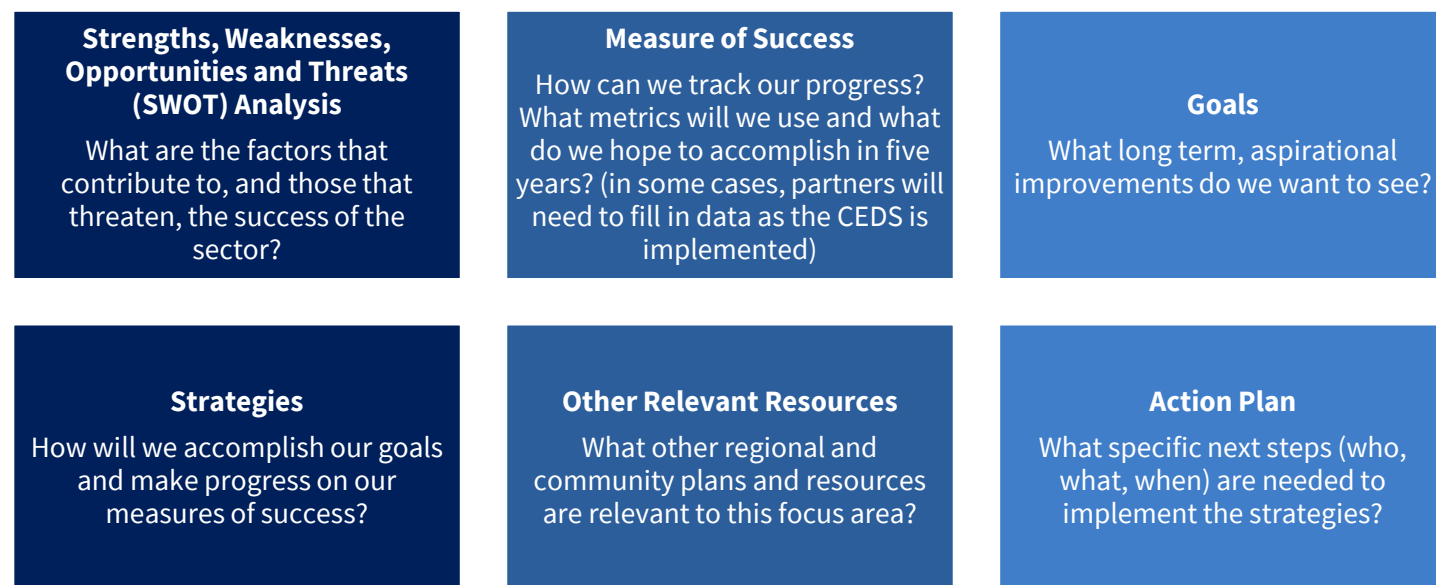 Strengths, Weaknesses,
Opportunities and Threats
(SWOT) Analysis
What are the factors that
contribute to, and those that
threaten, the success of the
sector?
Measure of Success
How can we track our progress?
What metrics will we use and what
do we hope to accomplish in five
years? (in some cases, partners will
need to fill in data as the CEDS is
implemented)
Goals
What long term, aspirational
improvements do we want to see?
Strategies
How will we accomplish our goals
and make progress on our
measures of success?
Other Relevant Resources
What other regional and
community plans and resources
are relevant to this focus area?
Action Plan
What specific next steps (who,
what, when) are needed to
implement the strategies?